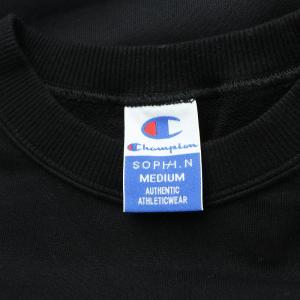 Champion
SOPH.N
MEDIUM
AUTHENTIC
ATHLETICWEAR